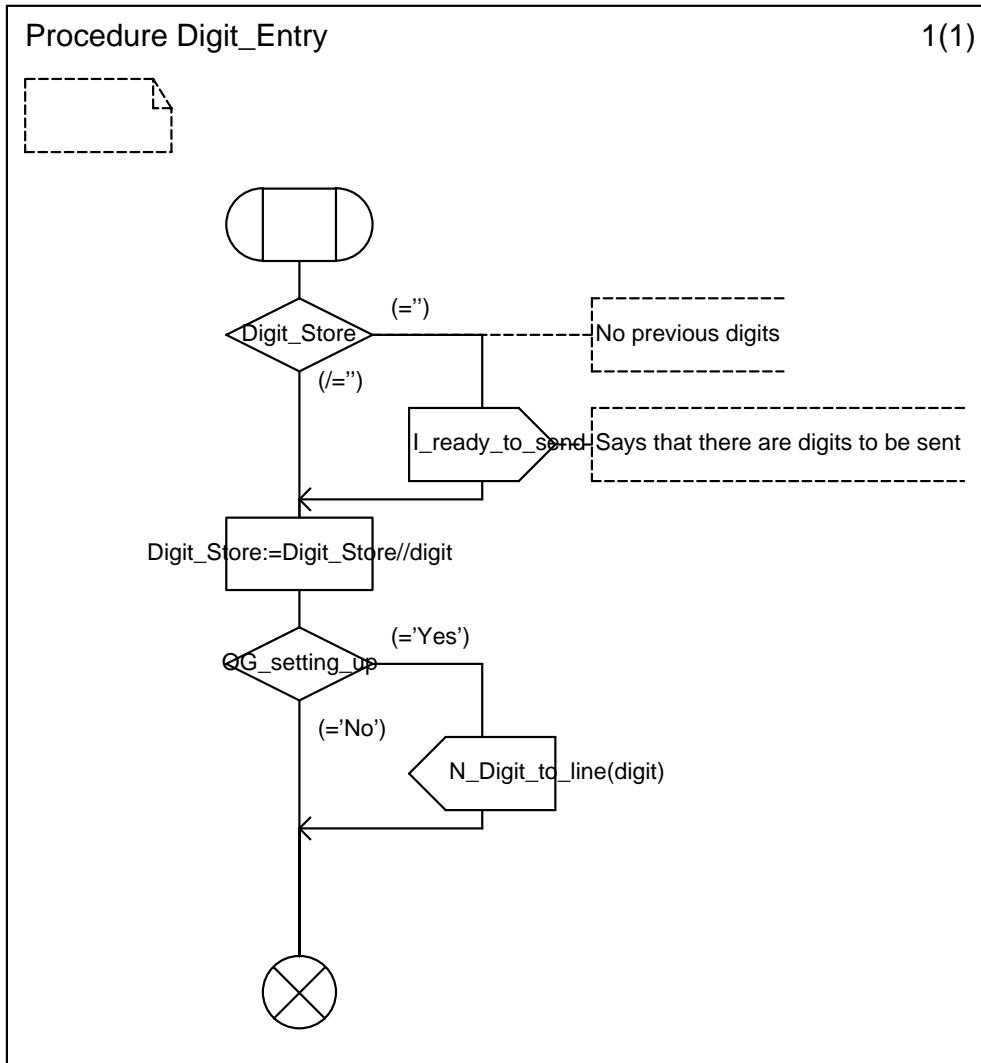 Procedure Digit_Entry
1(1)
(='')
Digit_Store
No previous digits
(/='')
I_ready_to_send
Says that there are digits to be sent
Digit_Store:=Digit_Store//digit
(='Yes')
OG_setting_up
(='No')
N_Digit_to_line(digit)